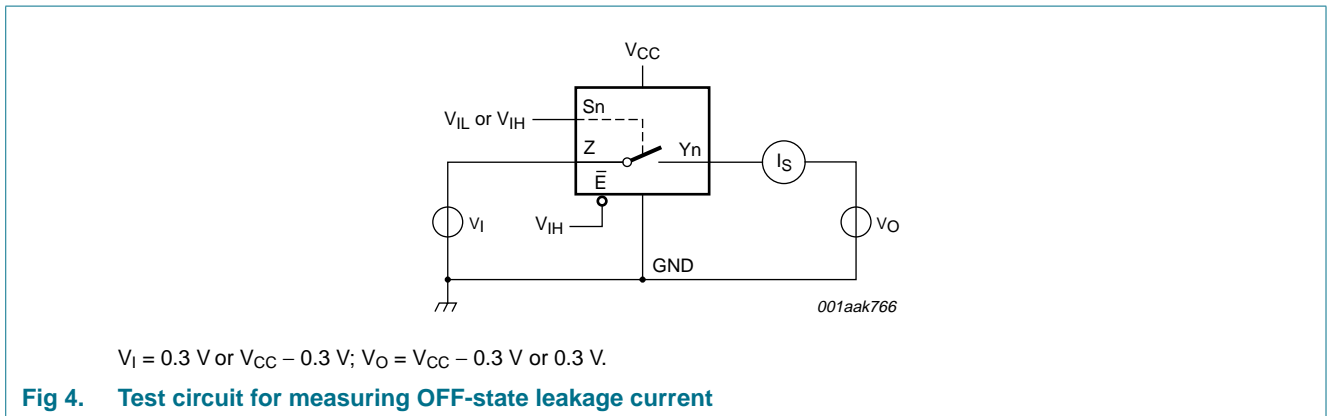 VCC
Sn
VIL or VIH
Z
Yn
IS
E̅
VI
VIH
VO
GND
001aak766
VI = 0.3 V or VCC − 0.3 V; VO = VCC − 0.3 V or 0.3 V.
Fig 4. Test circuit for measuring OFF-state leakage current